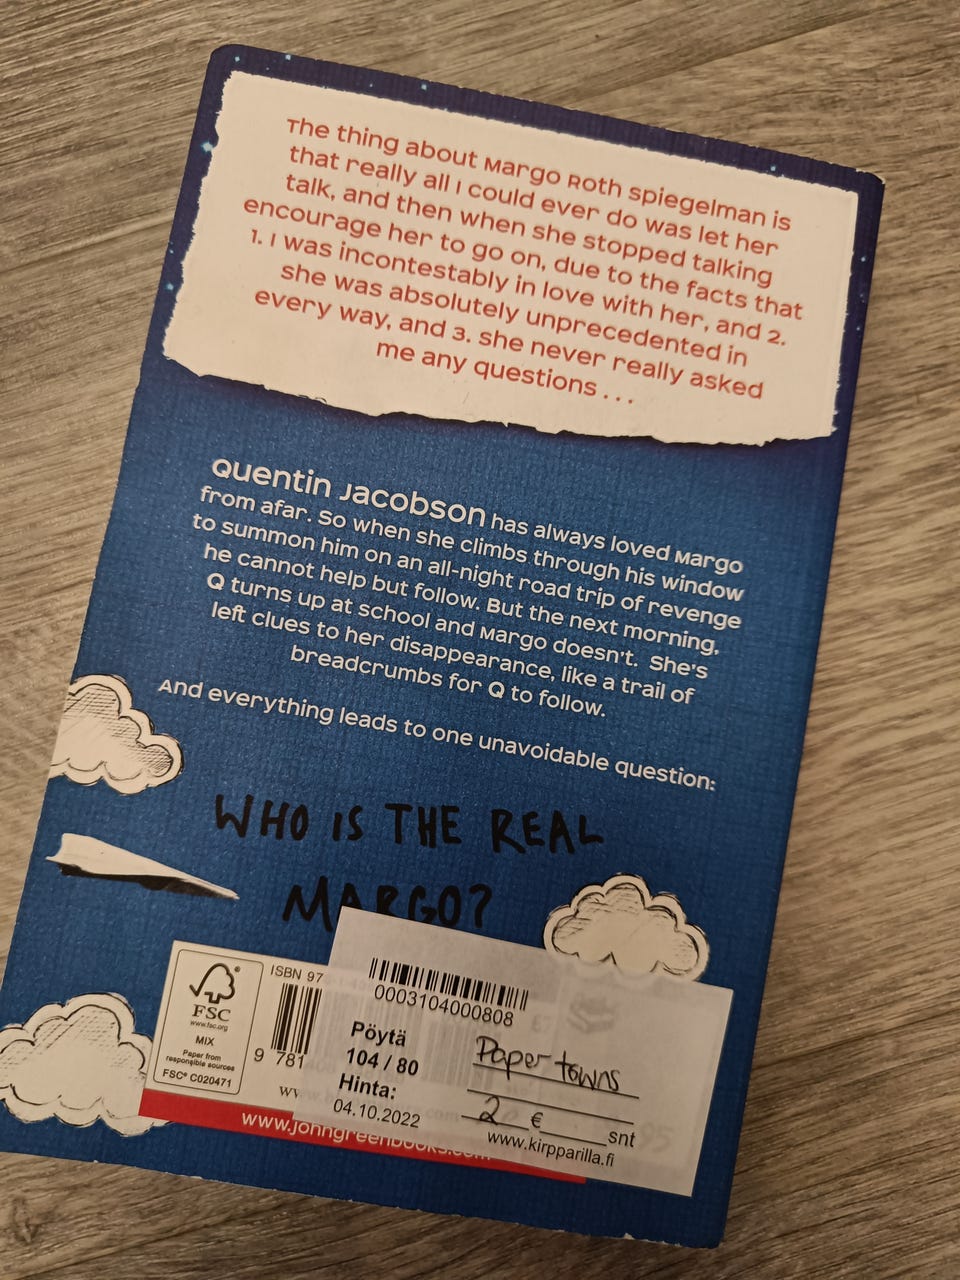 The thing about Margo Roth Spiegelman is
that really all I could ever do was let her
talk, and then when she stopped talking
encourage her to go on, due to the facts that
1. I was incontestably in love with her, and 2.
she was absolutely unprecedented in
every way, and 3. she never really asked
me any questions . . .
Quentin Jacobson has always loved Margo
from afar. So when she climbs through his window
to summon him on an all-night road trip of revenge
he cannot help but follow. But the next morning,
Q turns up at school and Margo doesn't. She's
left clues to her disappearance, like a trail of
breadcrumbs for Q to follow.
And everything leads to one unavoidable question:
WHO IS THE REAL
MARGO?
FSC®
www.fsc.org
MIX
Paper from
responsible sources
FSC® C020471
ISBN 97
9 781
0003104000808
Pöytä
104 / 80
Hinta:
04.10.2022
Paper towns
2 € snt
www.kirpparilla.fi
www.johngreenbooks.com